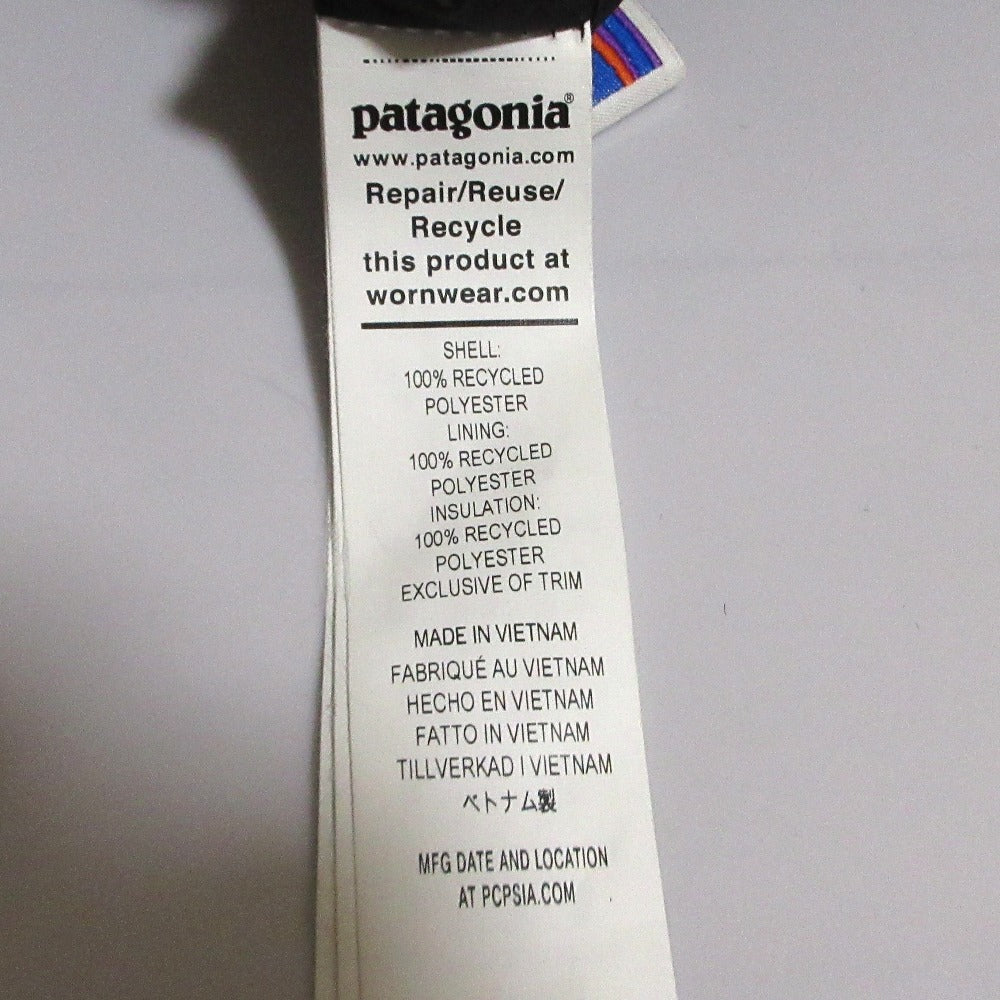 patagonia®
www.patagonia.com
Repair/Reuse/
Recycle
this product at
wornwear.com
SHELL:
100% RECYCLED
POLYESTER
LINING:
100% RECYCLED
POLYESTER
INSULATION:
100% RECYCLED
POLYESTER
EXCLUSIVE OF TRIM
MADE IN VIETNAM
FABRIQUÉ AU VIETNAM
HECHO EN VIETNAM
FATTO IN VIETNAM
TILLVERKAD I VIETNAM
ベトナム製
MFG DATE AND LOCATION
AT PCPSIA.COM